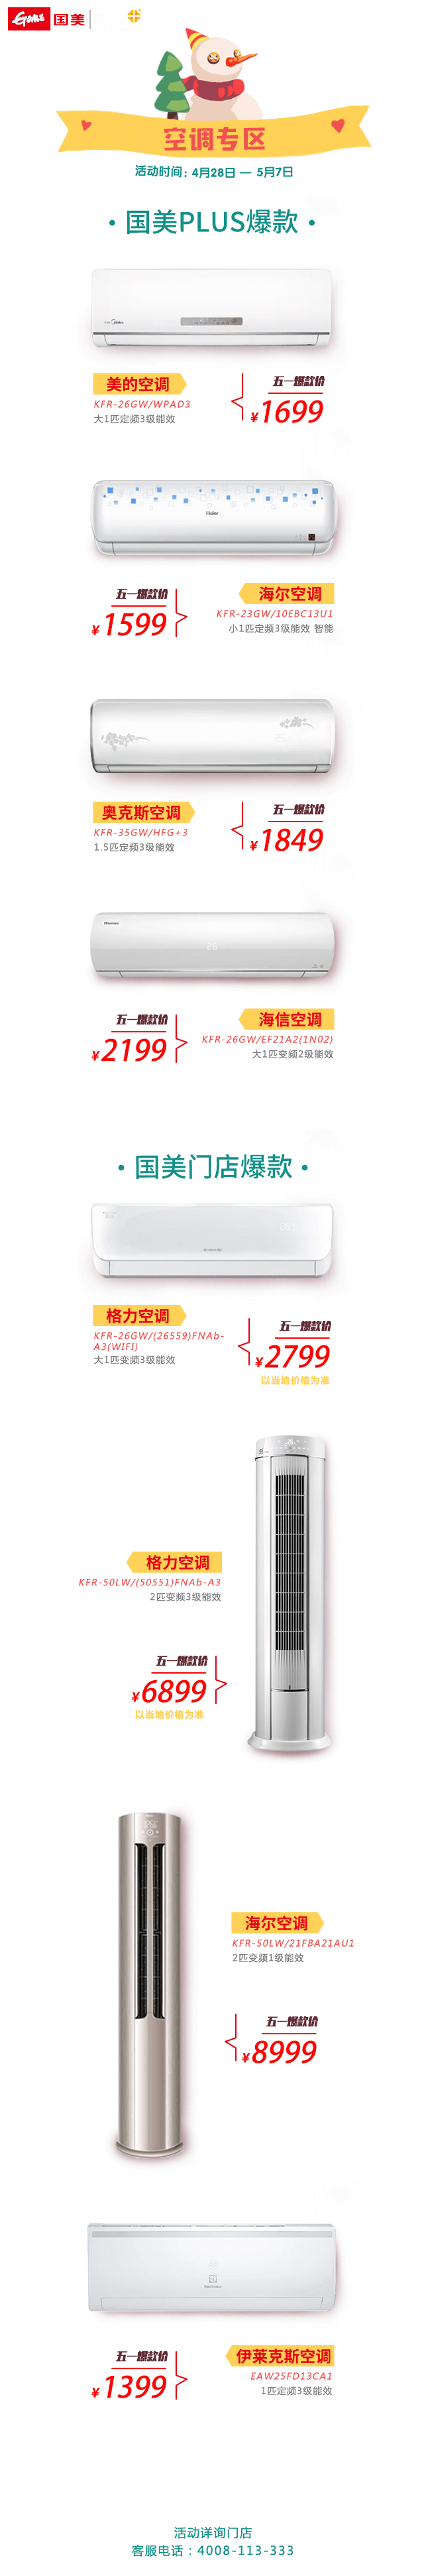 GOME 国美
空调专区
活动时间：4月28日 — 5月7日
·国美PLUS爆款·
Midea
美的空调
KFR-26GW/WPAD3
大1匹定频3级能效
五一爆款价
¥1699
Haier
五一爆款价
¥1599
海尔空调
KFR-23GW/10EBC13U1
小1匹定频3级能效 智能
奥克斯空调
KFR-35GW/HFG+3
1.5匹定频3级能效
五一爆款价
¥1849
Hisense
26
五一爆款价
¥2199
海信空调
KFR-26GW/EF21A2(1N02)
大1匹变频2级能效
·国美门店爆款·
格力空调
KFR-26GW/(26559)FNAb-
A3(WIFI)
大1匹变频3级能效
五一爆款价
¥2799
以当地价格为准
格力空调
KFR-50LW/(50551)FNAb-A3
2匹变频3级能效
五一爆款价
¥6899
以当地价格为准
海尔空调
KFR-50LW/21FBA21AU1
2匹变频1级能效
五一爆款价
¥8999
Electrolux
五一爆款价
¥1399
伊莱克斯空调
EAW25FD13CA1
1匹定频3级能效
活动详询门店
客服电话：4008-113-333